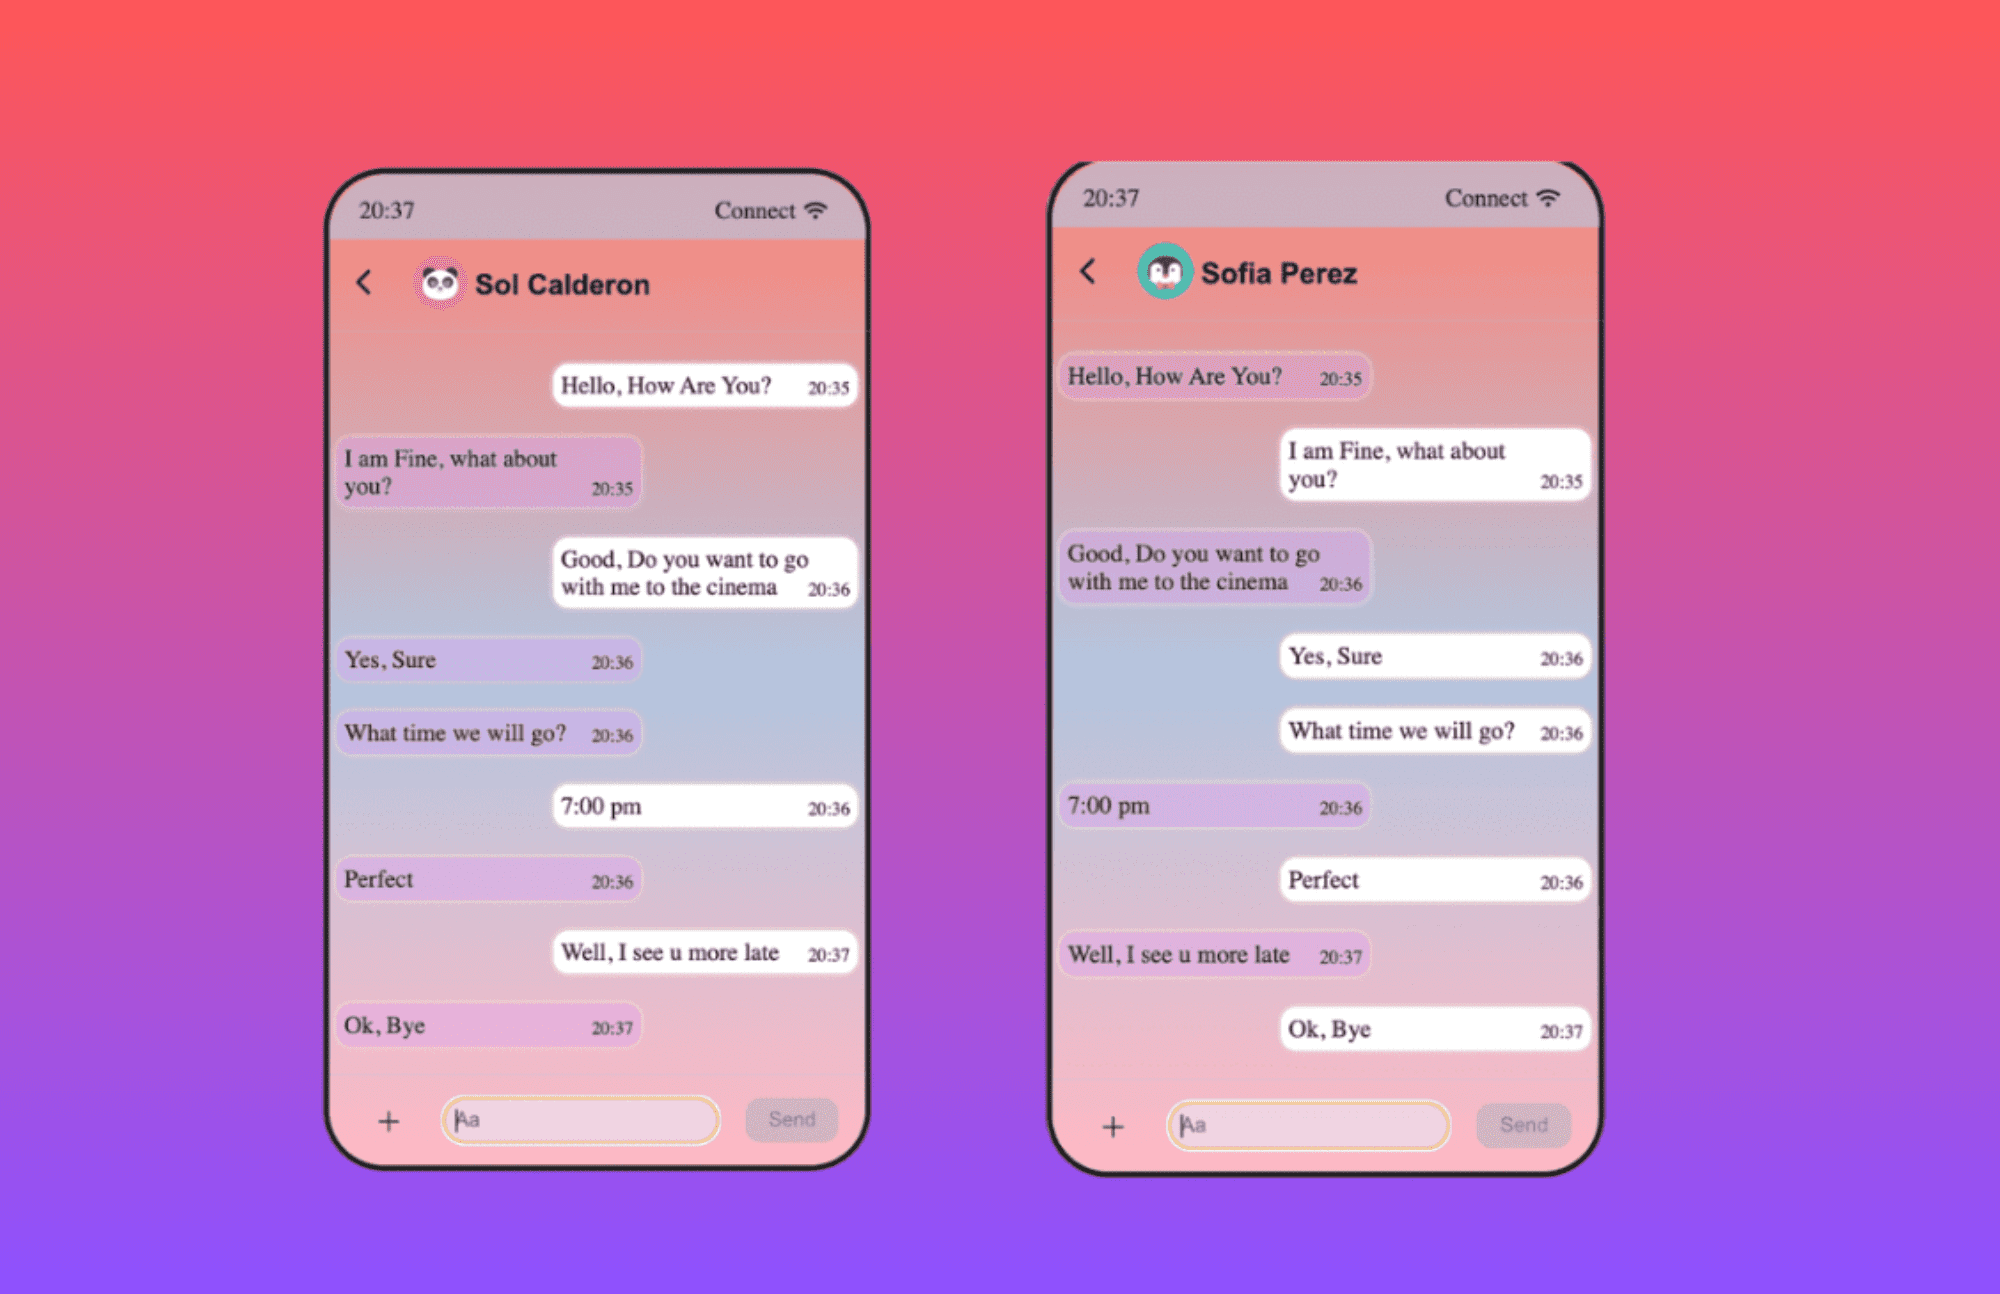 20:37 Connect
Sol Calderon
Hello, How Are You? 20:35
I am Fine, what about
you? 20:35
Good, Do you want to go
with me to the cinema 20:36
Yes, Sure 20:36
What time we will go? 20:36
7:00 pm 20:36
Perfect 20:36
Well, I see u more late 20:37
Ok, Bye 20:37
+ Aa Send
20:37 Connect
Sofia Perez
Hello, How Are You? 20:35
I am Fine, what about
you? 20:35
Good, Do you want to go
with me to the cinema 20:36
Yes, Sure 20:36
What time we will go? 20:36
7:00 pm 20:36
Perfect 20:36
Well, I see u more late 20:37
Ok, Bye 20:37
+ Aa Send